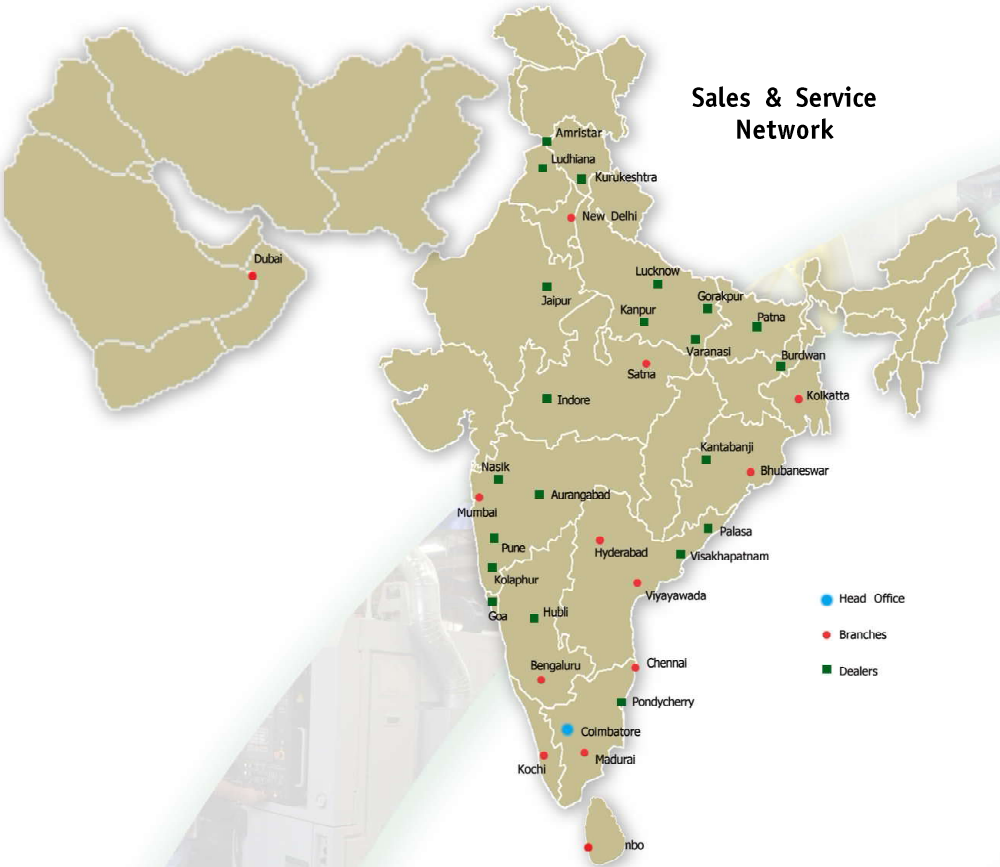 Sales & Service
Network
Amristar
Ludhiana
Kurukeshtra
New Delhi
Dubai
Lucknow
Jaipur
Gorakpur
Kanpur
Patna
Varanasi
Burdwan
Satna
Kolkatta
Indore
Kantabanji
Nasik
Bhubaneswar
Aurangabad
Mumbai
Palasa
Pune
Hyderabad
Visakhapatnam
Kolaphur
Viyayawada
Head Office
Goa
Hubli
Branches
Bengaluru
Chennai
Dealers
Pondycherry
Coimbatore
Kochi
Madurai
nbo